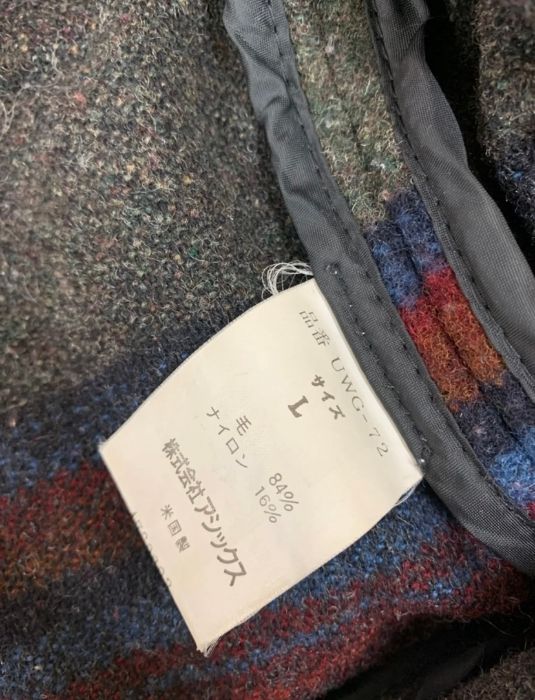 品番 UWG-72
サイズ
L
毛 84%
ナイロン 16%
株式会社アシックス
米国製